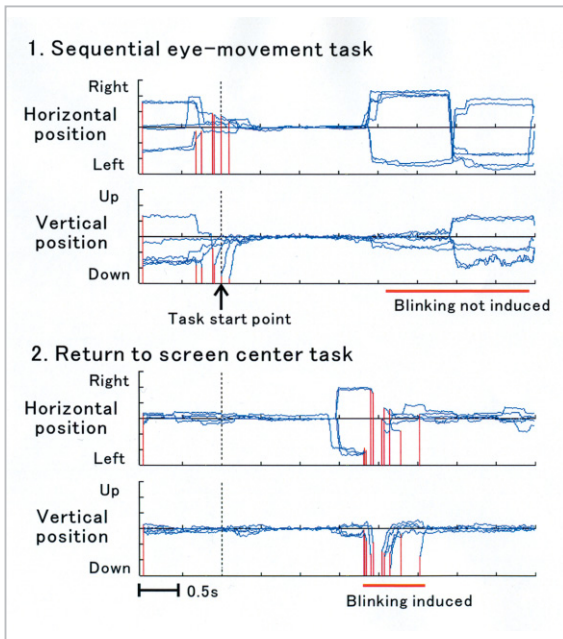 1. Sequential eye-movement task
Right
Horizontal
position
Left
Up
Vertical
position
Down
Task start point
Blinking not induced
2. Return to screen center task
Right
Horizontal
position
Left
Up
Vertical
position
Down
0.5s
Blinking induced